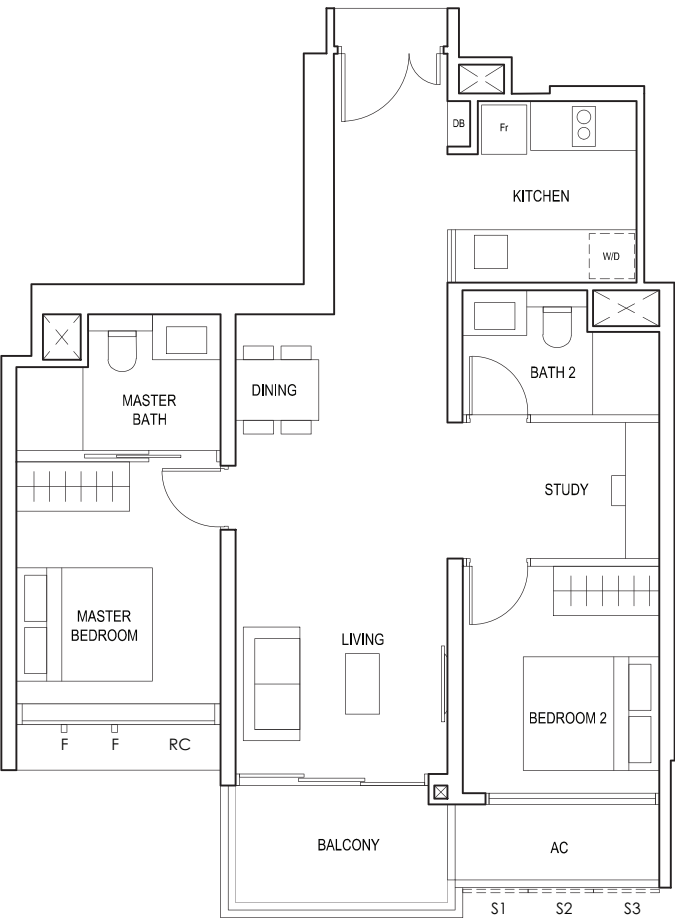 DB
Fr
KITCHEN
W/D
DINING
MASTER
BATH
BATH 2
STUDY
MASTER
BEDROOM
LIVING
BEDROOM 2
F F RC
BALCONY
AC
S1 S2 S3